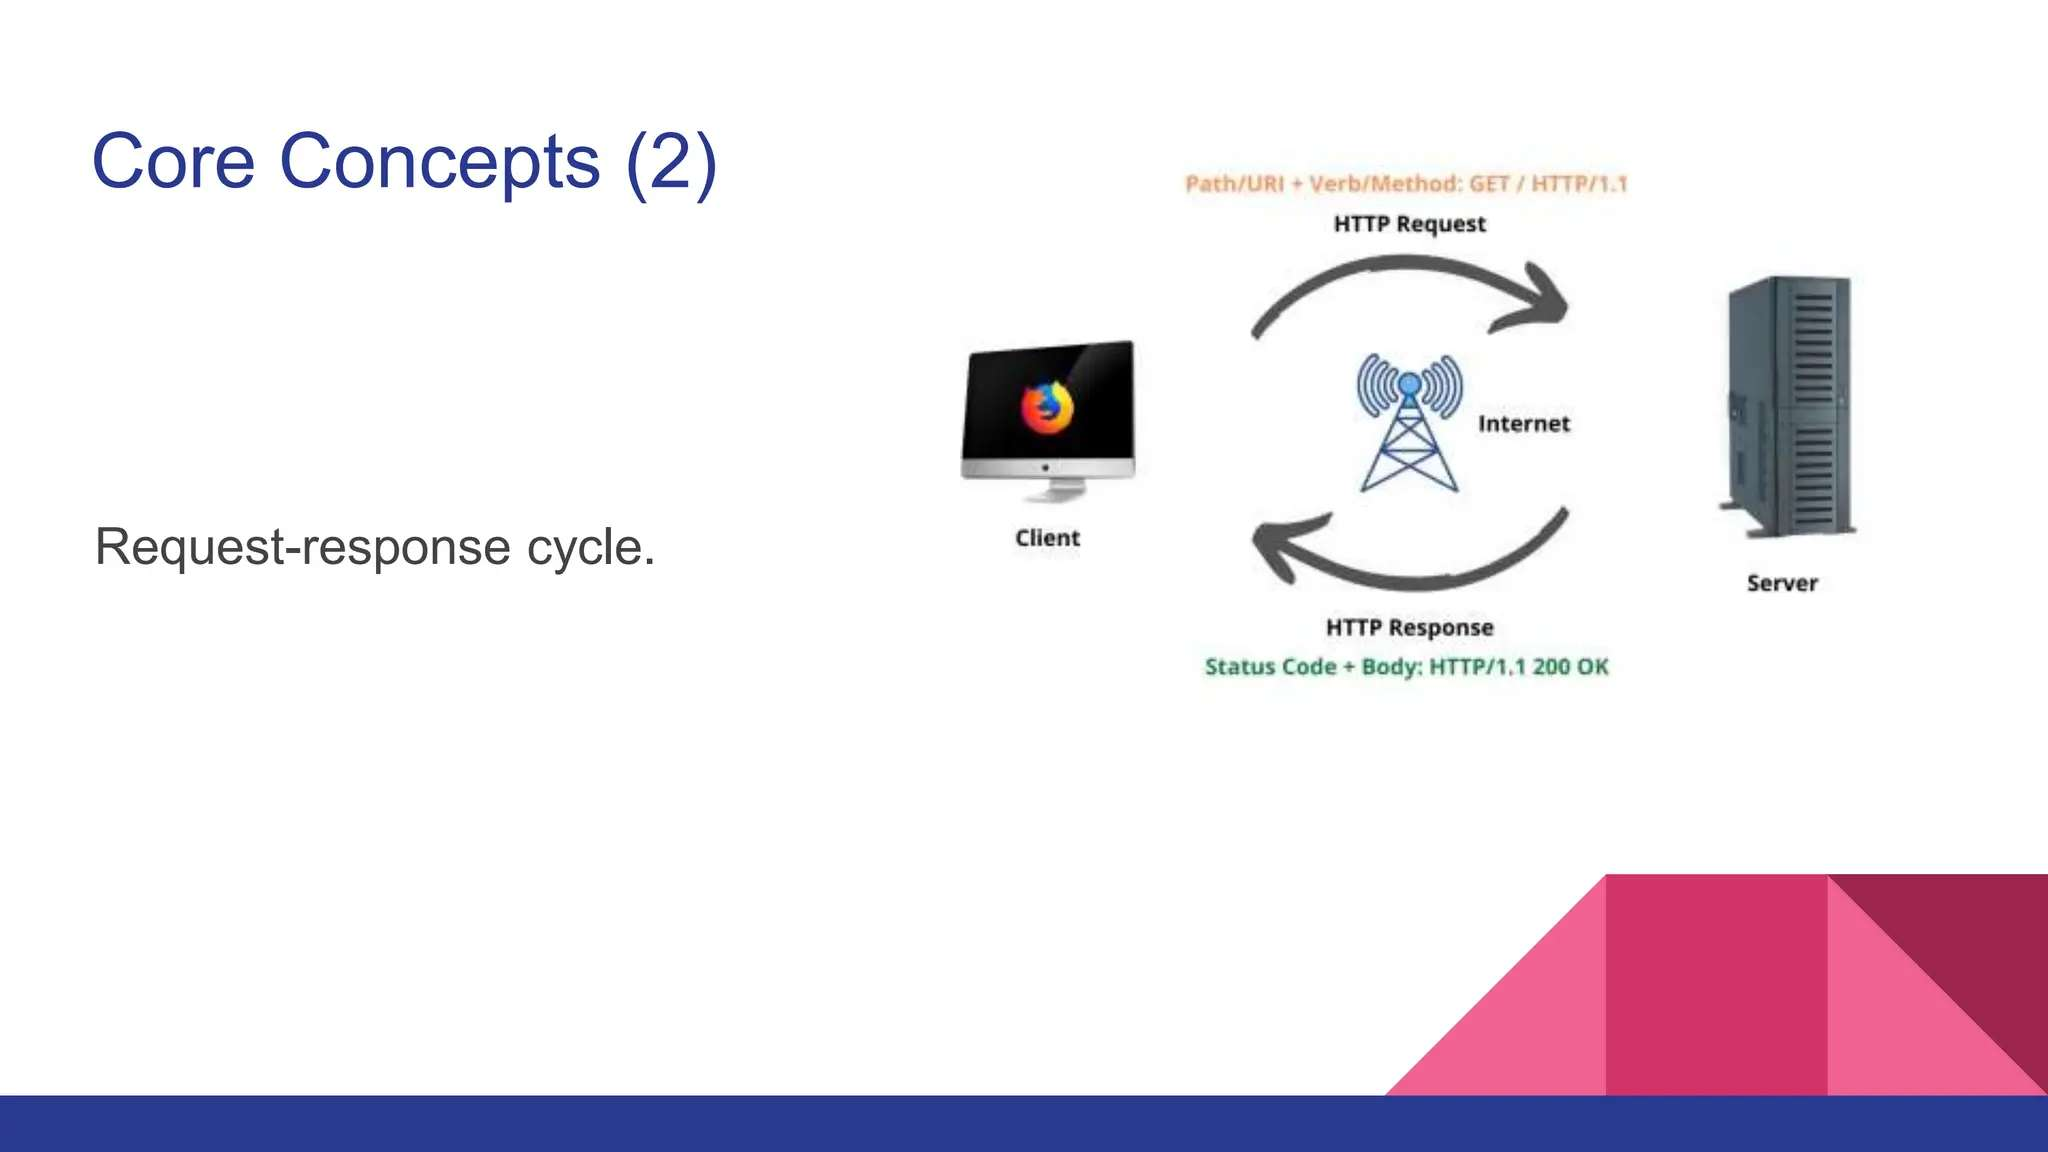 Core Concepts (2)
Request-response cycle.
Path/URI + Verb/Method: GET / HTTP/1.1
HTTP Request
Internet
Client
Server
HTTP Response
Status Code + Body: HTTP/1.1 200 OK